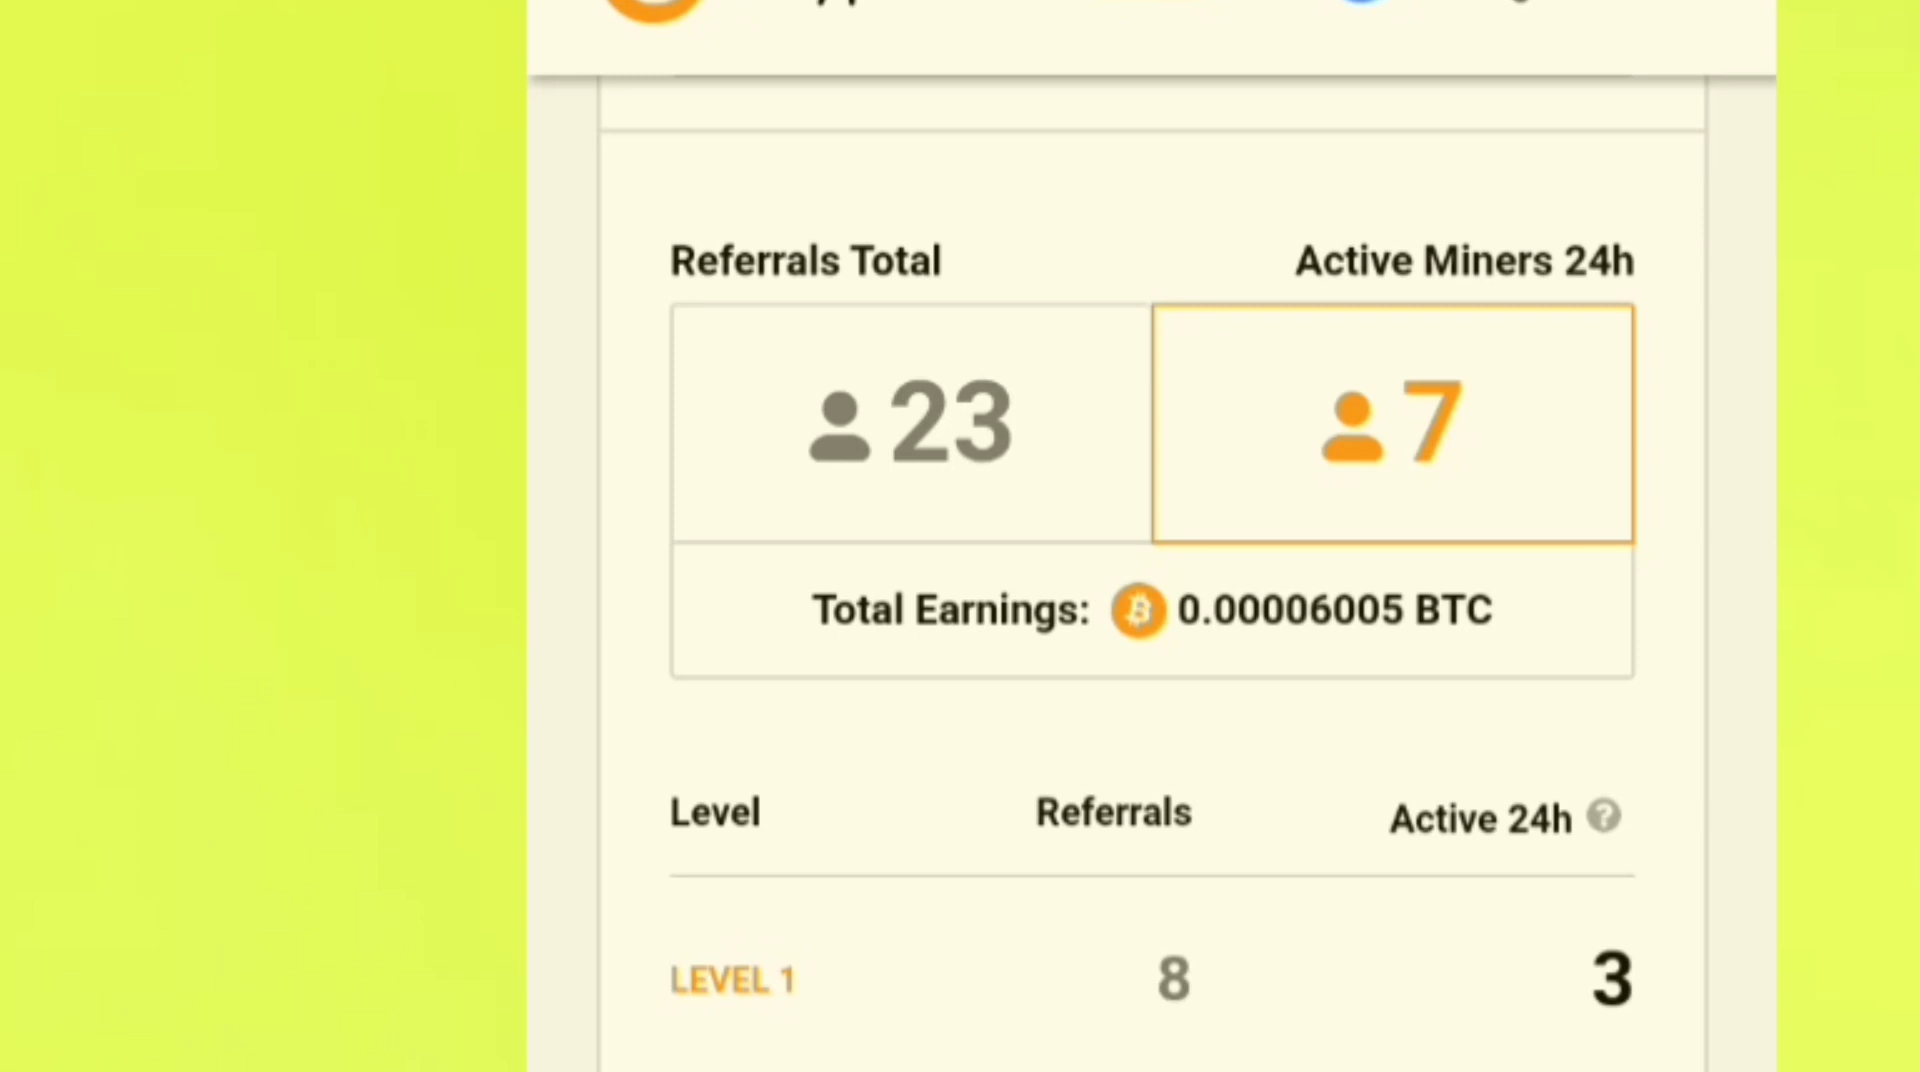 Referrals Total Active Miners 24h
23 7
Total Earnings: 0.00006005 BTC
Level Referrals Active 24h
LEVEL 1 8 3